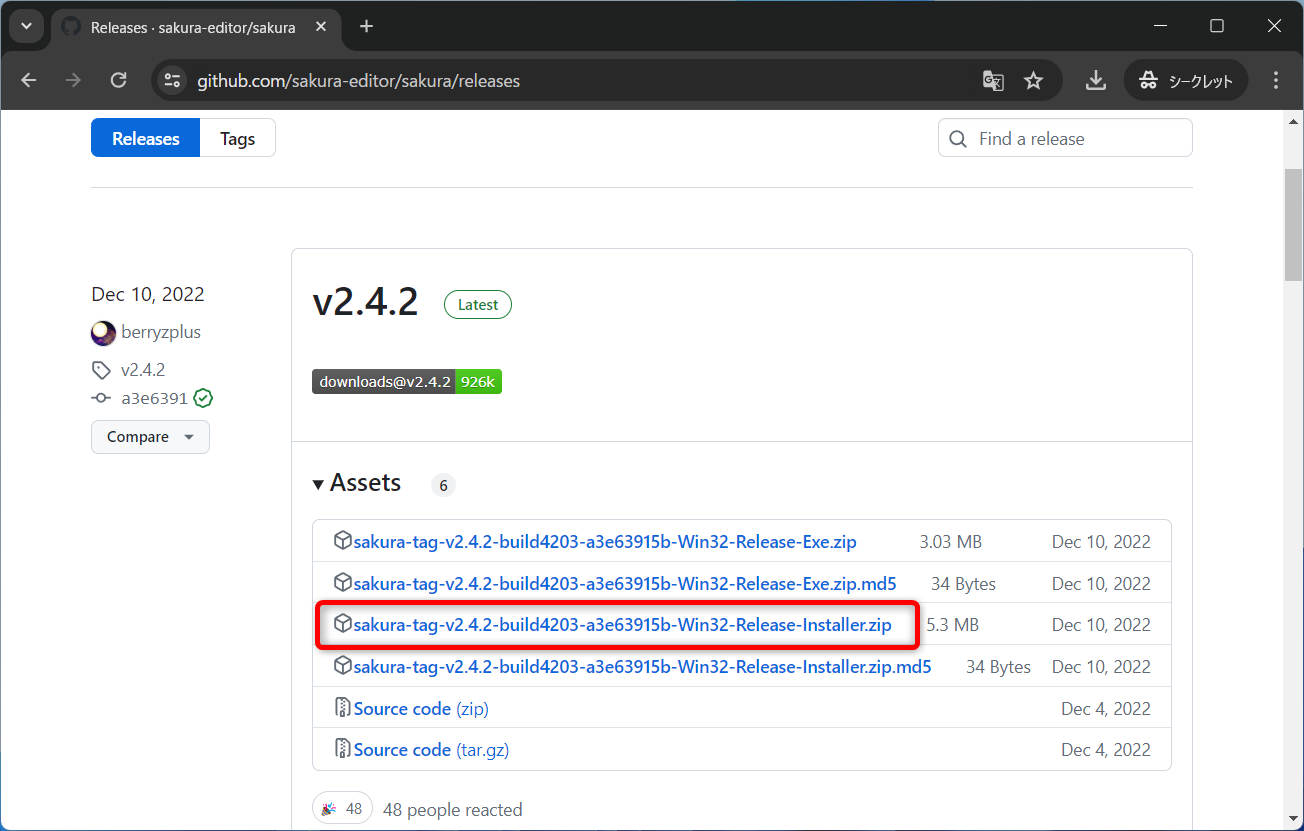 Releases · sakura-editor/sakura
github.com/sakura-editor/sakura/releases
シークレット
Releases Tags
Find a release
Dec 10, 2022
berryzplus
v2.4.2
a3e6391
Compare
v2.4.2 Latest
downloads@v2.4.2 926k
Assets 6
sakura-tag-v2.4.2-build4203-a3e63915b-Win32-Release-Exe.zip 3.03 MB Dec 10, 2022
sakura-tag-v2.4.2-build4203-a3e63915b-Win32-Release-Exe.zip.md5 34 Bytes Dec 10, 2022
sakura-tag-v2.4.2-build4203-a3e63915b-Win32-Release-Installer.zip 5.3 MB Dec 10, 2022
sakura-tag-v2.4.2-build4203-a3e63915b-Win32-Release-Installer.zip.md5 34 Bytes Dec 10, 2022
Source code (zip) Dec 4, 2022
Source code (tar.gz) Dec 4, 2022
48 48 people reacted